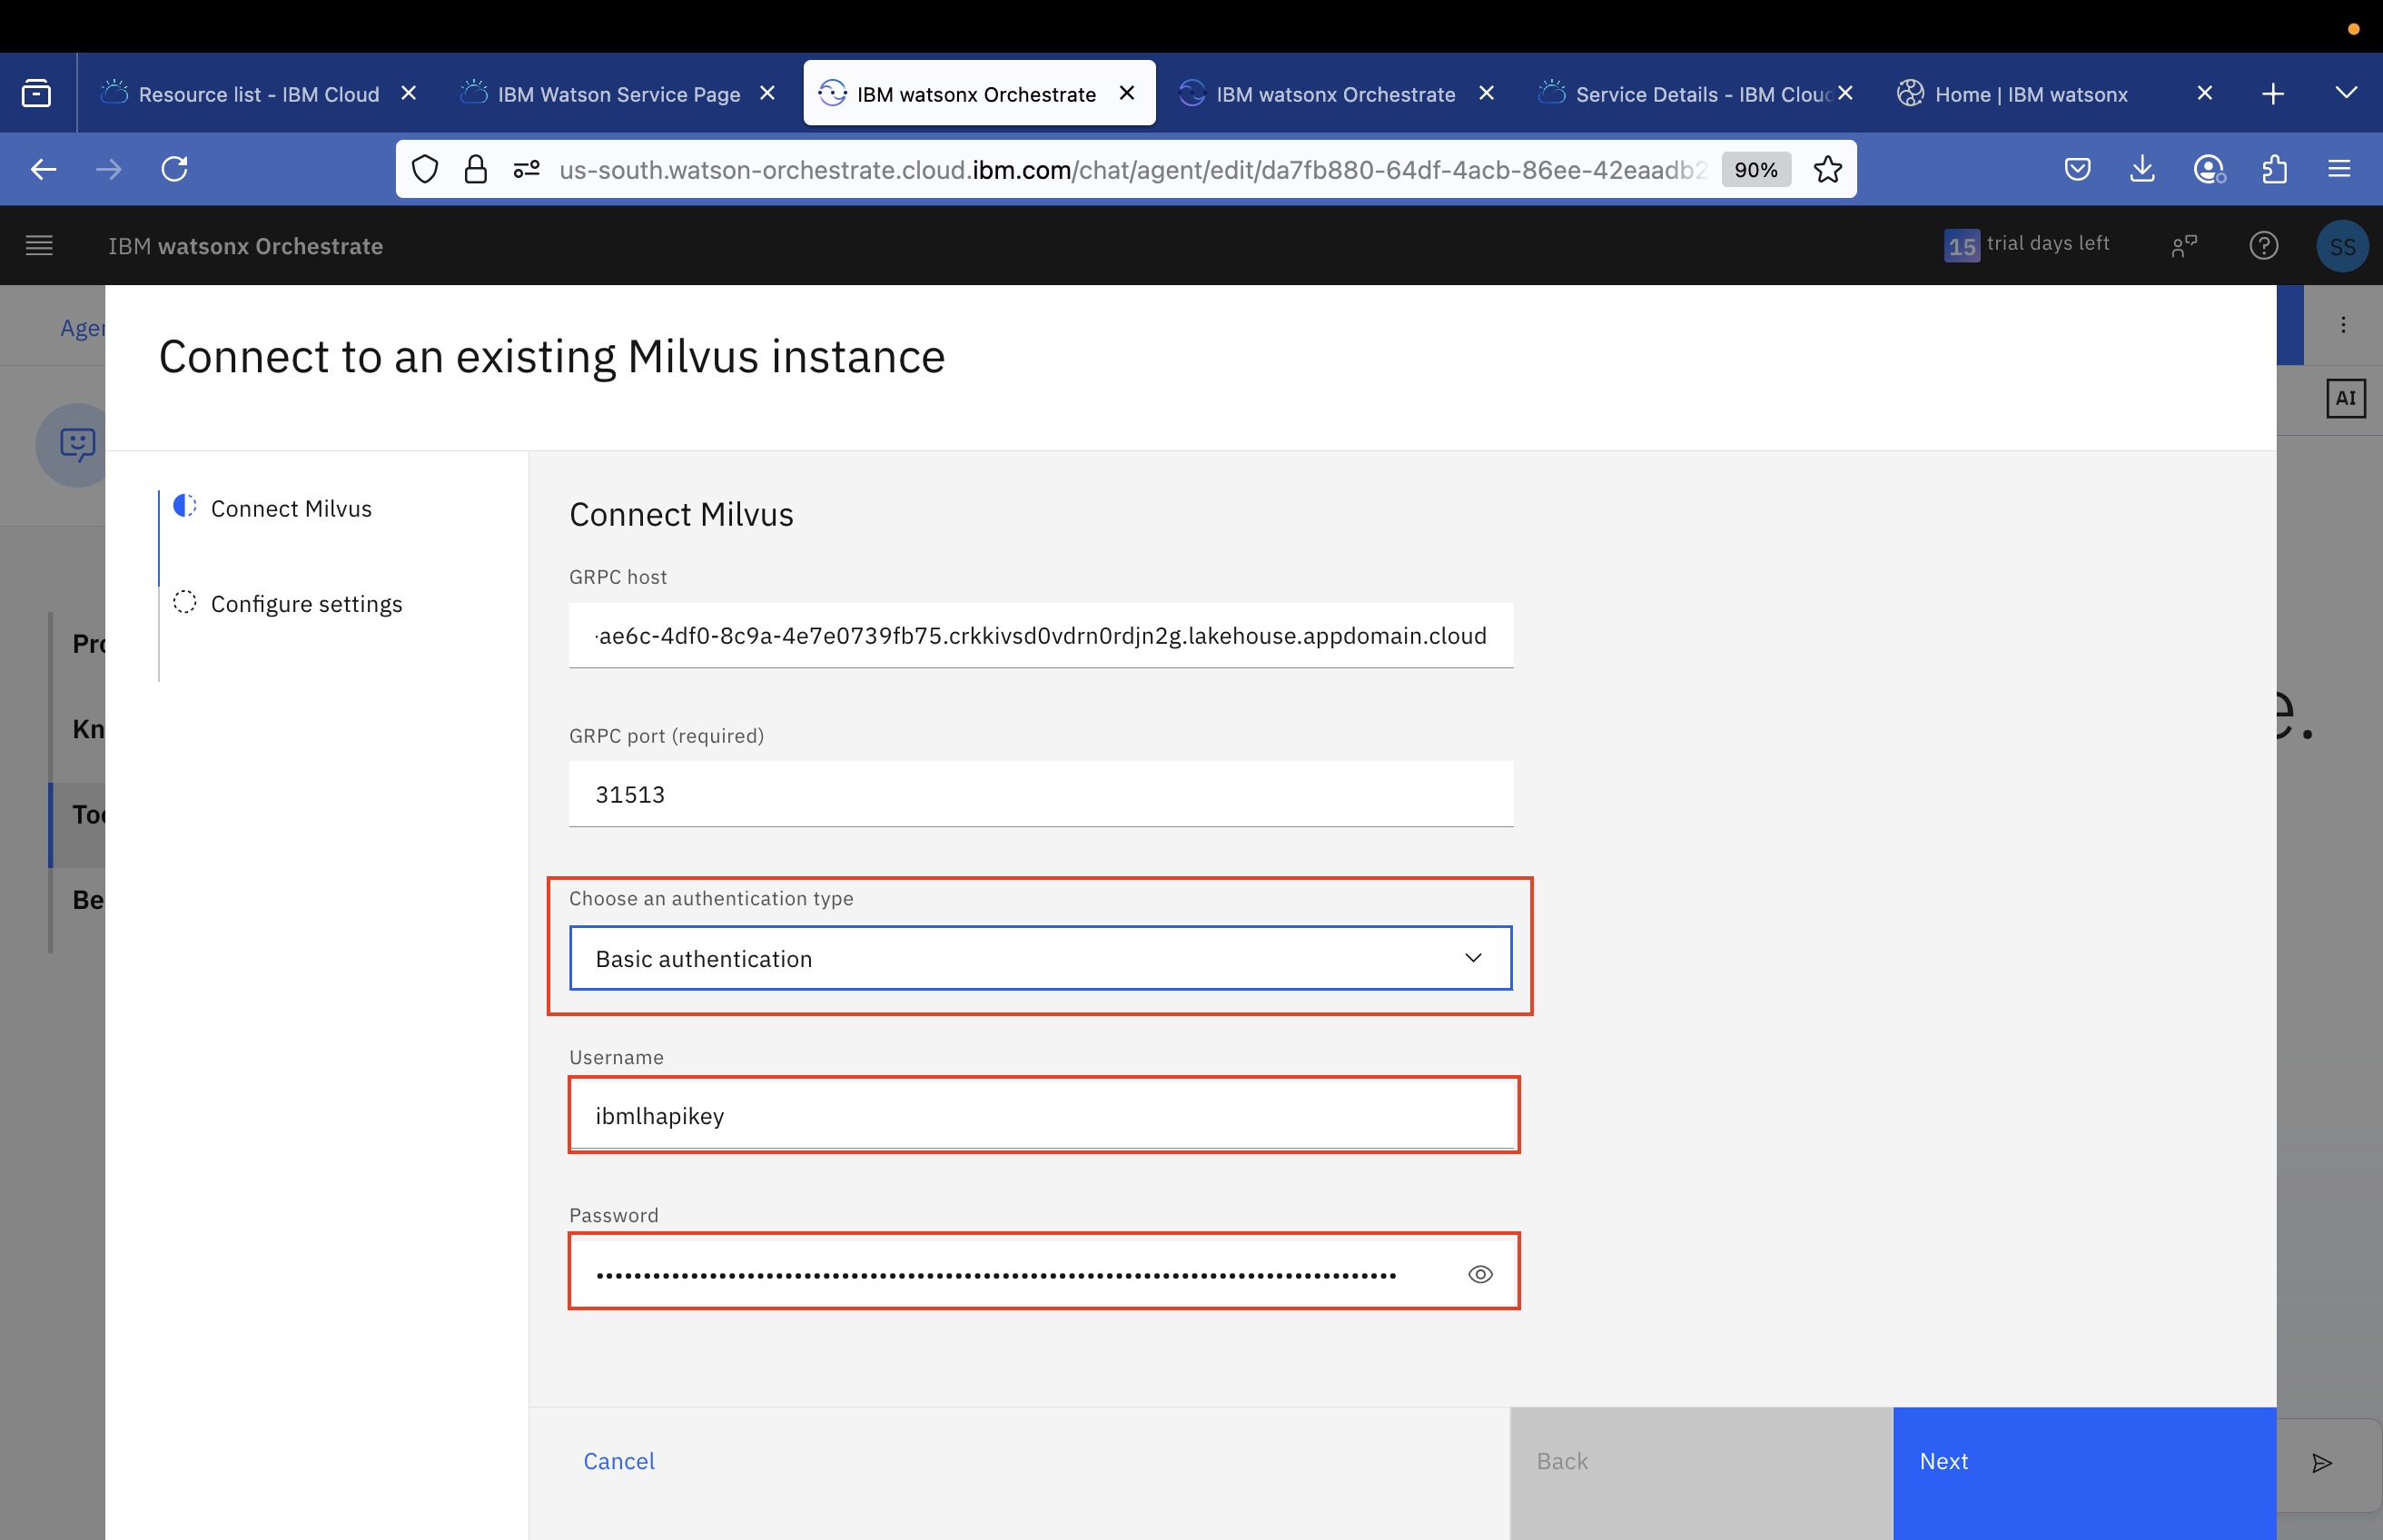 Resource list - IBM Cloud
IBM Watson Service Page
IBM watsonx Orchestrate
IBM watsonx Orchestrate
Service Details - IBM Clou
Home | IBM watsonx
us-south.watson-orchestrate.cloud.ibm.com/chat/agent/edit/da7fb880-64df-4acb-86ee-42eaadb2
90%
IBM watsonx Orchestrate
15 trial days left
SS
Agen
Connect to an existing Milvus instance
AI
Connect Milvus
Configure settings
Pro
Kn
Too
Be
Connect Milvus
GRPC host
-ae6c-4df0-8c9a-4e7e0739fb75.crkkivsd0vdrn0rdjn2g.lakehouse.appdomain.cloud
GRPC port (required)
31513
Choose an authentication type
Basic authentication
Username
ibmlhapikey
Password
e.
Cancel
Back
Next